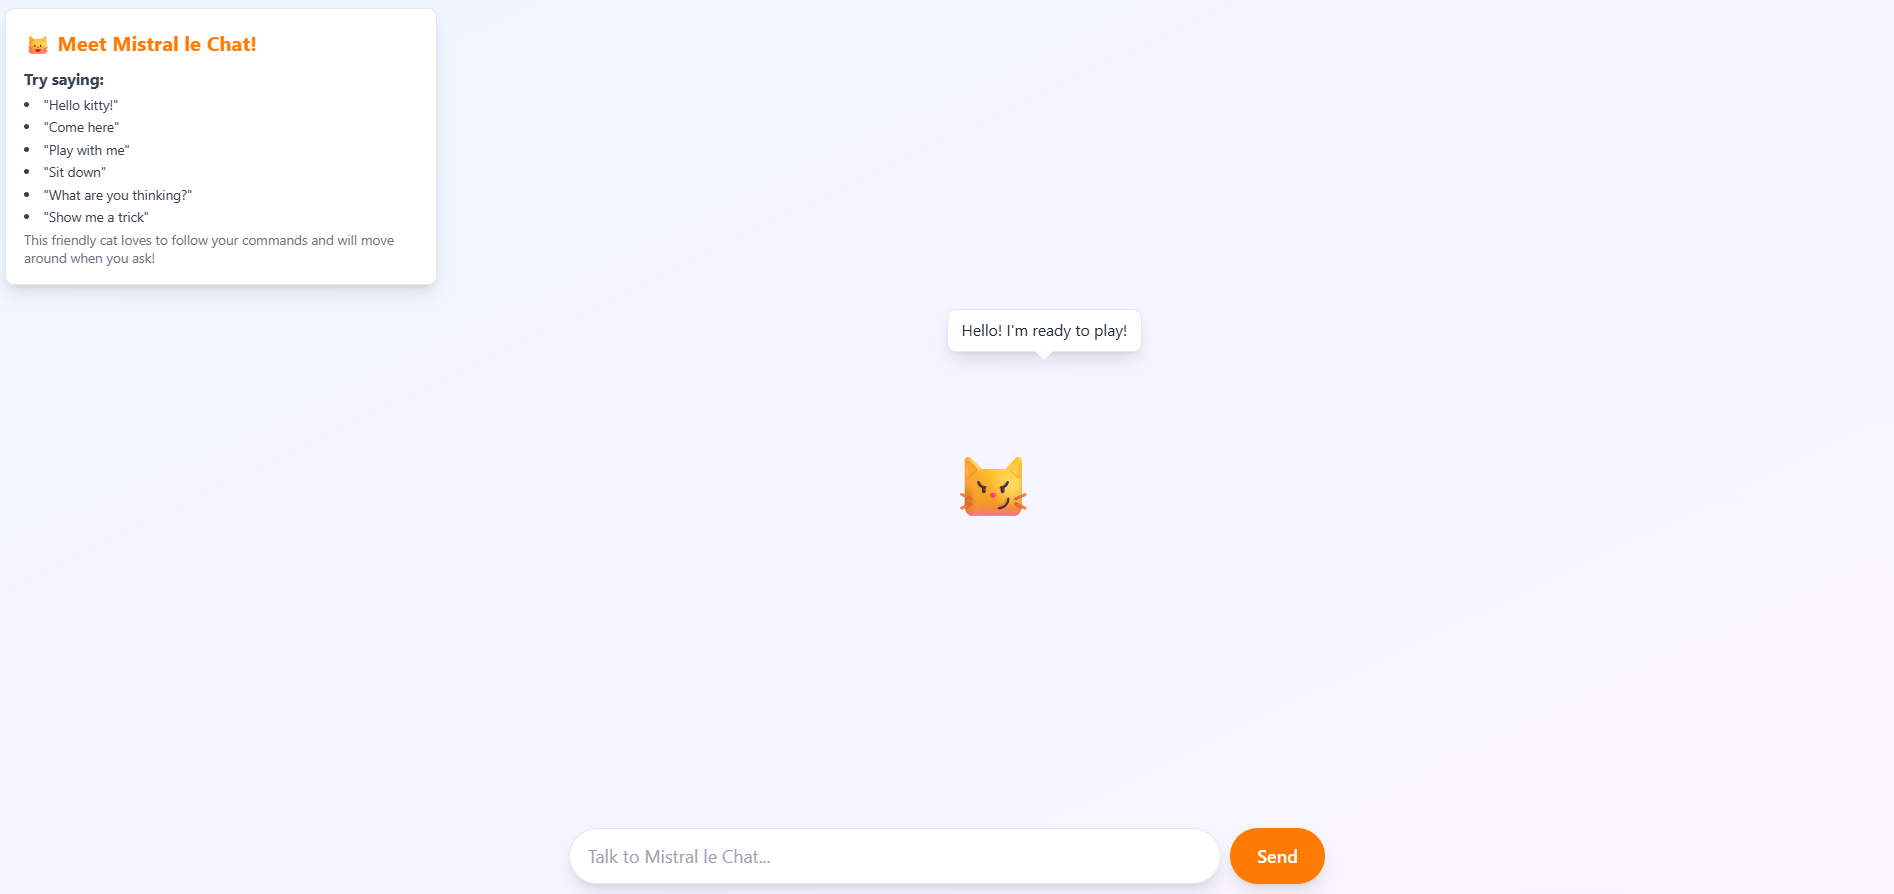 Meet Mistral le Chat!
Try saying:
"Hello kitty!"
"Come here"
"Play with me"
"Sit down"
"What are you thinking?"
"Show me a trick"
This friendly cat loves to follow your commands and will move
around when you ask!
Hello! I'm ready to play!
Talk to Mistral le Chat...
Send